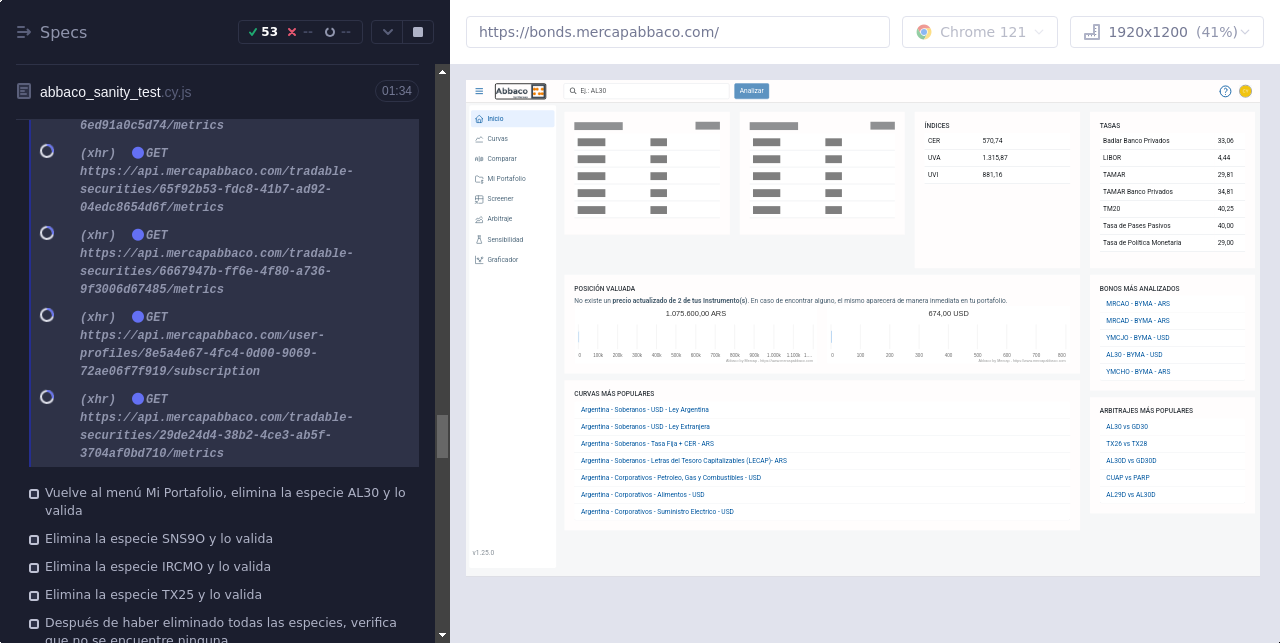 Specs
53
--
--
abbaco_sanity_test.cy.js
01:34
6ed91a0c5d74/metrics
(xhr) GET
https://api.mercapabbaco.com/tradable-
securities/65f92b53-fdc8-41b7-ad92-
04edc8654d6f/metrics
(xhr) GET
https://api.mercapabbaco.com/tradable-
securities/6667947b-ff6e-4f80-a736-
9f3006d67485/metrics
(xhr) GET
https://api.mercapabbaco.com/user-
profiles/8e5a4e67-4fc4-0d00-9069-
72ae06f7f919/subscription
(xhr) GET
https://api.mercapabbaco.com/tradable-
securities/29de24d4-38b2-4ce3-ab5f-
3704af0bd710/metrics
Vuelve al menú Mi Portafolio, elimina la especie AL30 y lo
valida
Elimina la especie SNS9O y lo valida
Elimina la especie IRCMO y lo valida
Elimina la especie TX25 y lo valida
Después de haber eliminado todas las especies, verifica
que no se encuentre ninguna
https://bonds.mercapabbaco.com/
Chrome 121
1920x1200 (41%)
Abbaco
Ej.: AL30
Analizar
Inicio
Curvas
Comparar
Mi Portafolio
Screener
Arbitraje
Sensibilidad
Graficador
v1.25.0
ÍNDICES
CER 570,74
UVA 1.315,87
UVI 881,16
TASAS
Badlar Banco Privados 33,06
LIBOR 4,44
TAMAR 29,81
TAMAR Banco Privados 34,81
TM20 40,25
Tasa de Pases Pasivos 40,00
Tasa de Política Monetaria 29,00
POSICIÓN VALUADA
No existe un precio actualizado de 2 de tus Instrumento(s). En caso de encontrar alguno, el mismo aparecerá de manera inmediata en tu portafolio.
1.075.600,00 ARS
0 100k 200k 300k 400k 500k 600k 700k 800k 900k 1.000k 1.100k 1....
Abbaco by Mercap - https://www.mercapabbaco.com
674,00 USD
0 100 200 300 400 500 600 700 800
Abbaco by Mercap - https://www.mercapabbaco.com
BONOS MÁS ANALIZADOS
MRCAO - BYMA - ARS
MRCAD - BYMA - ARS
YMCJO - BYMA - USD
AL30 - BYMA - USD
YMCHO - BYMA - ARS
CURVAS MÁS POPULARES
Argentina - Soberanos - USD - Ley Argentina
Argentina - Soberanos - USD - Ley Extranjera
Argentina - Soberanos - Tasa Fija + CER - ARS
Argentina - Soberanos - Letras del Tesoro Capitalizables (LECAP)- ARS
Argentina - Corporativos - Petroleo, Gas y Combustibles - USD
Argentina - Corporativos - Alimentos - USD
Argentina - Corporativos - Suministro Electrico - USD
ARBITRAJES MÁS POPULARES
AL30 vs GD30
TX26 vs TX28
AL30D vs GD30D
CUAP vs PARP
AL29D vs AL30D